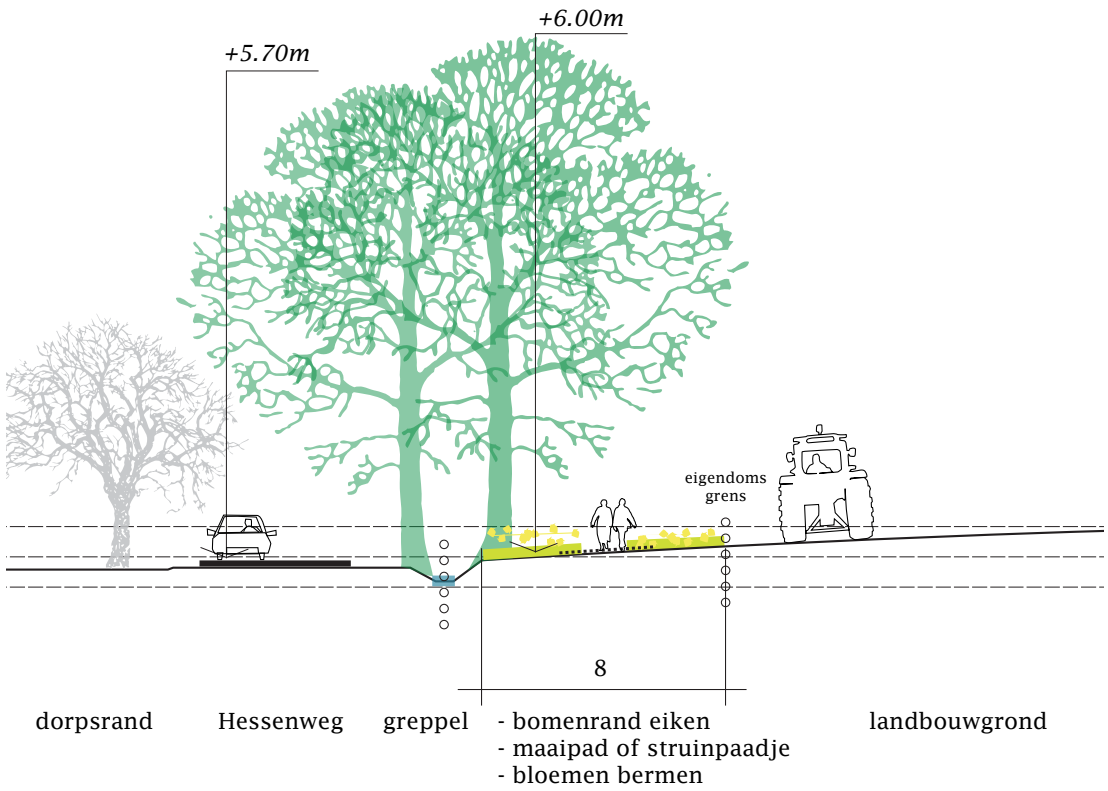 +6.00m
+5.70m
eigendoms
grens
8
dorpsrand
Hessenweg
greppel
- bomenrand eiken
- maaipad of struinpaadje
- bloemen bermen
landbouwgrond